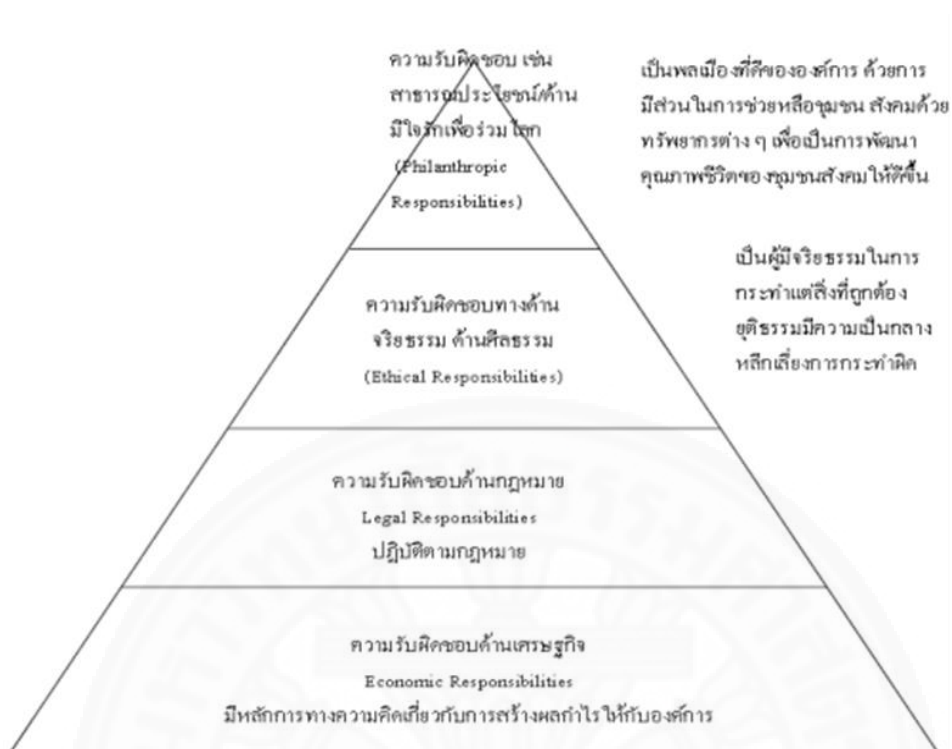 ความรับผิดชอบ เช่น
สาธารณประโยชน์/ด้าน
มีใจรักเพื่อร่วมโลก
(Philanthropic
Responsibilities)
เป็นพลเมืองที่ดีขององค์การ ด้วยการ
มีส่วนในการช่วยหลือชุมชน สังคมด้วย
ทรัพยากรต่าง ๆ เพื่อเป็นการพัฒนา
คุณภาพชีวิตของชุมชนสังคมให้ดีขึ้น
ความรับผิดชอบทางด้าน
จริยธรรม ด้านศีลธรรม
(Ethical Responsibilities)
เป็นผู้มีจริยธรรมในการ
กระทำแต่สิ่งที่ถูกต้อง
ยุติธรรมมีความเป็นกลาง
หลีกเลี่ยงการกระทำผิด
ความรับผิดชอบด้านกฎหมาย
Legal Responsibilities
ปฏิบัติตามกฎหมาย
ความรับผิดชอบด้านเศรษฐกิจ
Economic Responsibilities
มีหลักการทางความคิดเกี่ยวกับการสร้างผลกำไรให้กับองค์การ